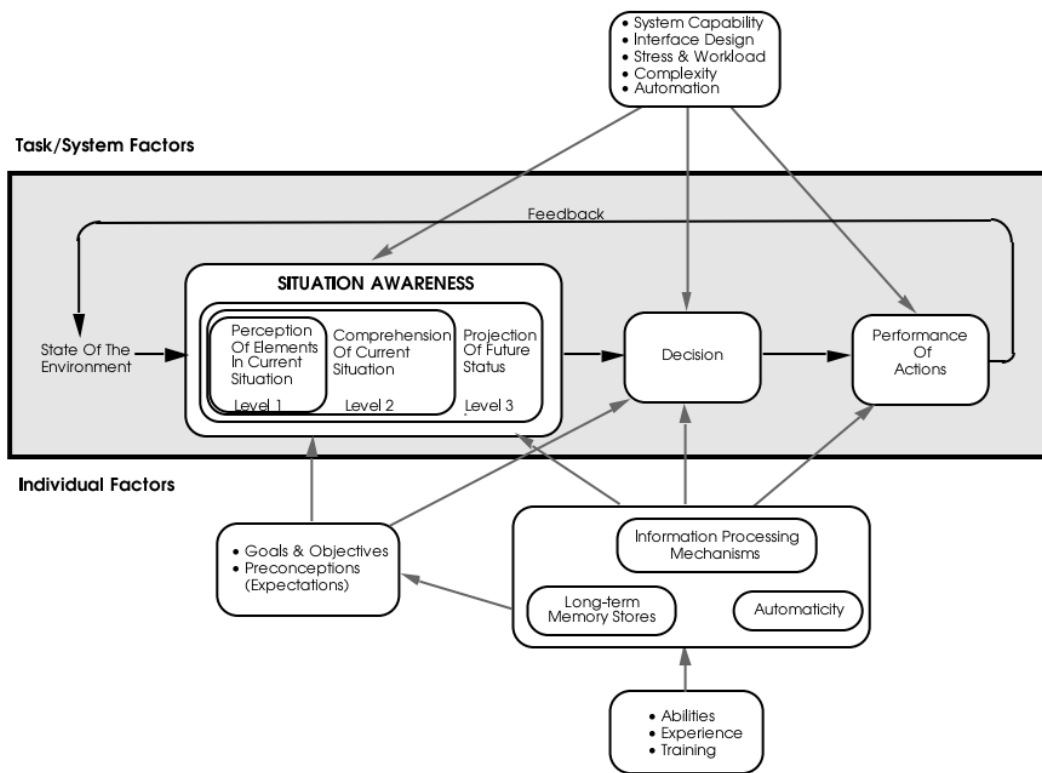 • System Capability
• Interface Design
• Stress & Workload
• Complexity
• Automation
Task/System Factors
Feedback
SITUATION AWARENESS
Perception
Of Elements
In Current
Situation
Level 1
Comprehension
Of Current
Situation
Level 2
Projection
Of Future
Status
Level 3
State Of The
Environment
Decision
Performance
Of
Actions
Individual Factors
• Goals & Objectives
• Preconceptions
(Expectations)
Information Processing
Mechanisms
Long-term
Memory Stores
Automaticity
• Abilities
• Experience
• Training